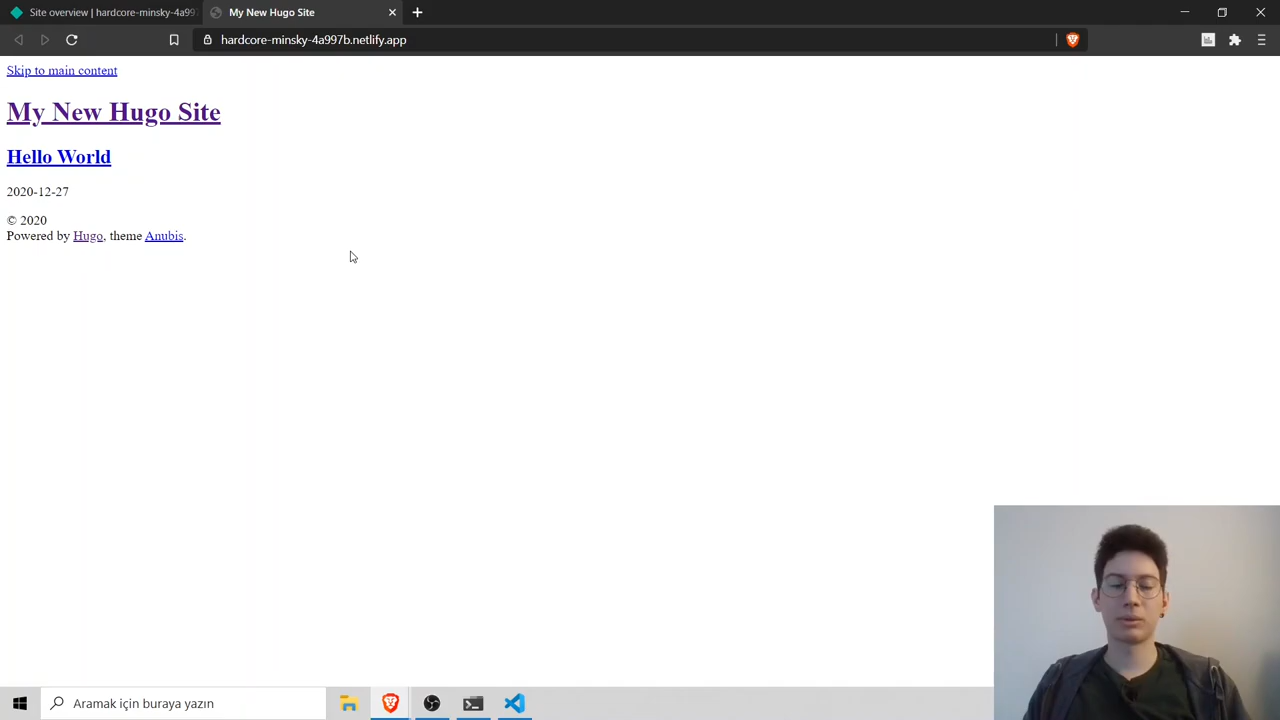 Site overview | hardcore-minsky-4a99
My New Hugo Site
hardcore-minsky-4a997b.netlify.app
Skip to main content
My New Hugo Site
Hello World
2020-12-27
© 2020
Powered by Hugo, theme Anubis.
Aramak için buraya yazın